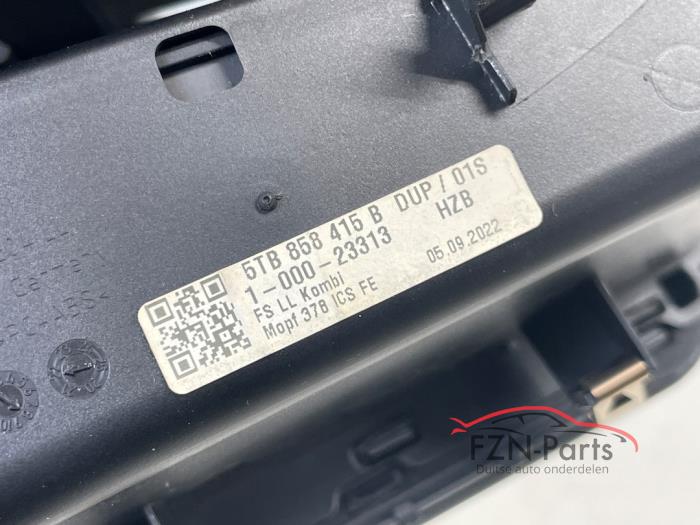 5TB 858 415 B DUP / 01S
1-000-23313 HZB
FS LL Kombi 05.09.2022
Mopf 378 ICS FE
FZN-Parts
Duitse auto onderdelen